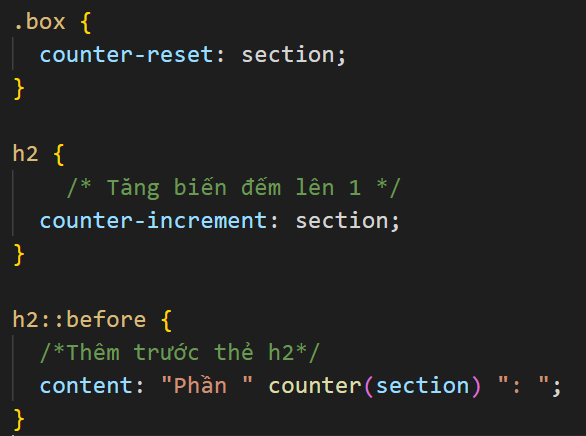 .box {
counter-reset: section;
}
h2 {
/* Tăng biến đếm lên 1 */
counter-increment: section;
}
h2::before {
/*Thêm trước thẻ h2*/
content: "Phần " counter(section) ": ";
}